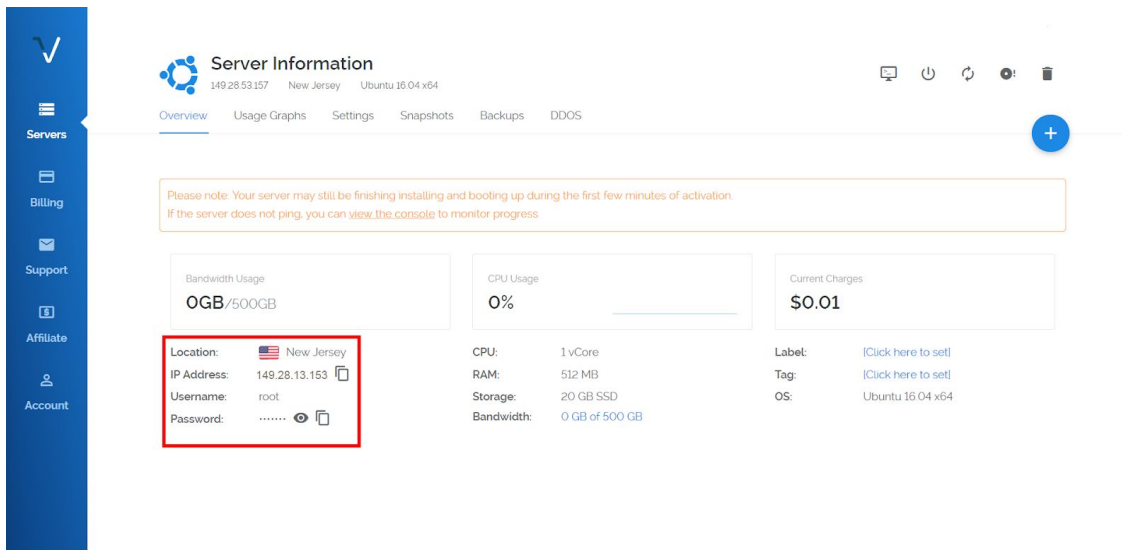 Server Information
149.28.53.157 New Jersey Ubuntu 16.04 x64
Overview Usage Graphs Settings Snapshots Backups DDOS
Servers
Billing
Support
Affiliate
Account
Please note: Your server may still be finishing installing and booting up during the first few minutes of activation.
If the server does not ping, you can view the console to monitor progress.
Bandwidth Usage
0GB/500GB
CPU Usage
0%
Current Charges
$0.01
Location: New Jersey
IP Address: 149.28.13.153
Username: root
Password: .......
CPU: 1 vCore
RAM: 512 MB
Storage: 20 GB SSD
Bandwidth: 0 GB of 500 GB
Label: [Click here to set]
Tag: [Click here to set]
OS: Ubuntu 16.04 x64